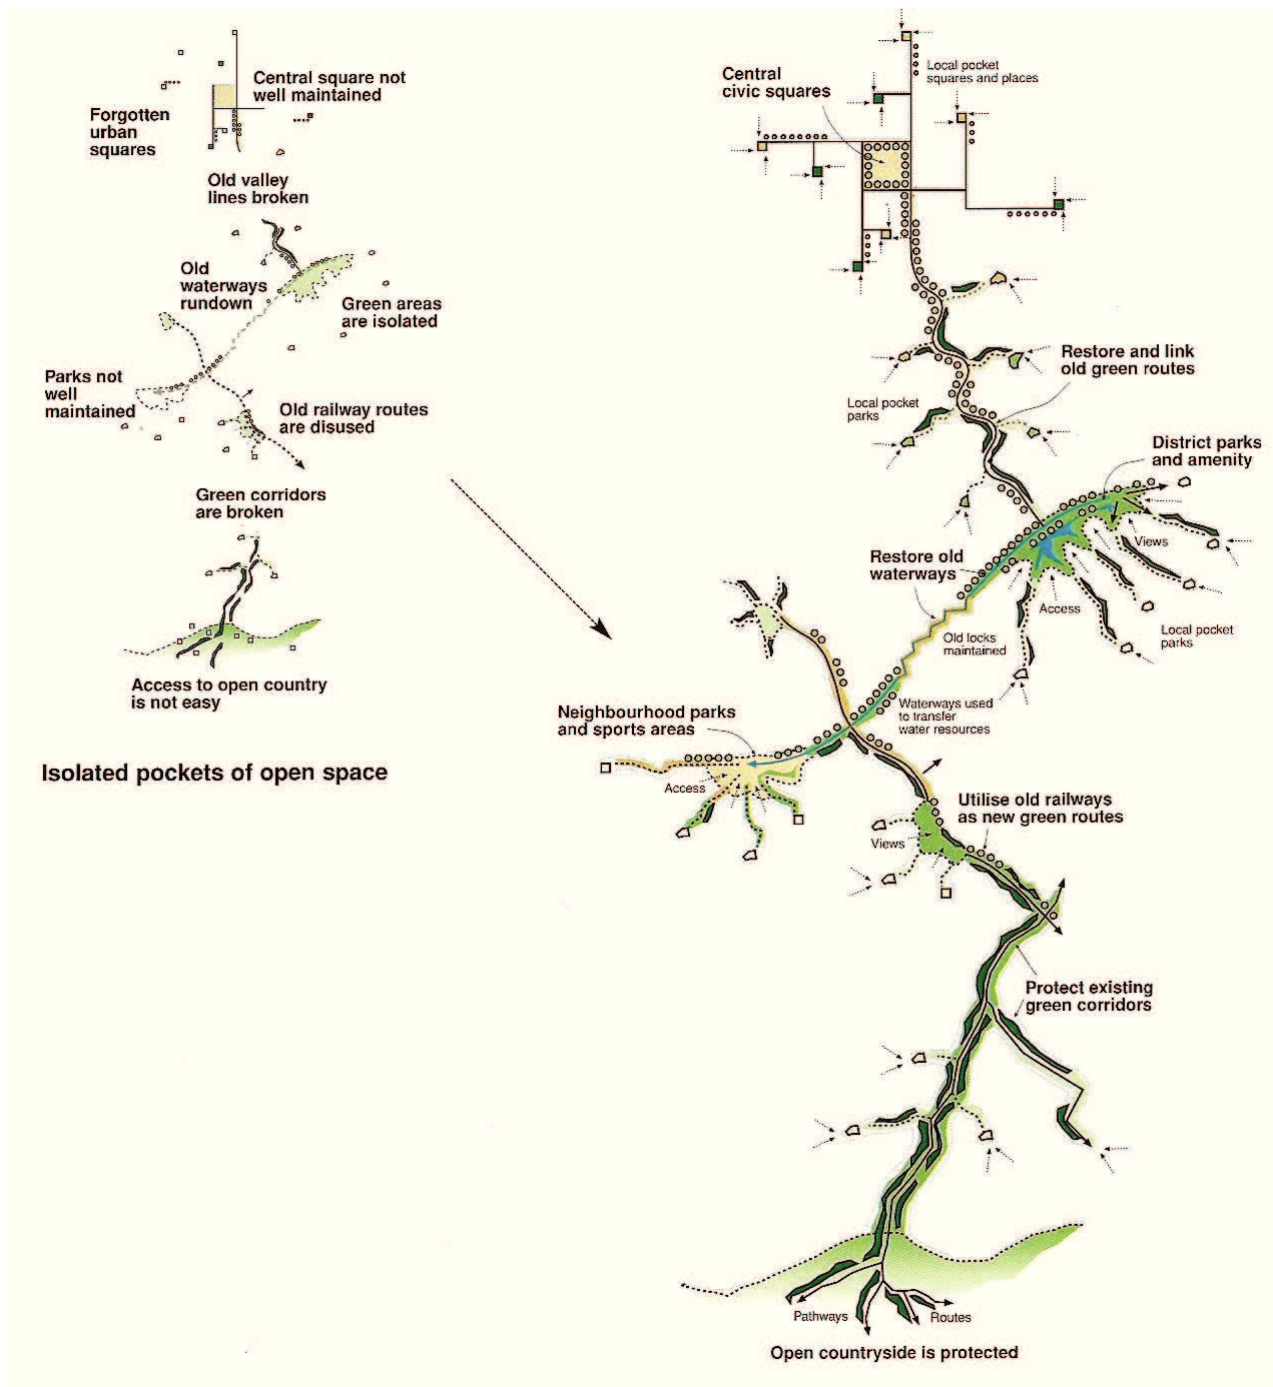 Central square not
well maintained
Forgotten
urban
squares
Old valley
lines broken
Old
waterways
rundown
Green areas
are isolated
Parks not
well
maintained
Old railway routes
are disused
Green corridors
are broken
Access to open country
is not easy
Isolated pockets of open space
Central
civic squares
Local pocket
squares and places
Restore and link
old green routes
Local pocket
parks
District parks
and amenity
Views
Restore old
waterways
Access
Old locks
maintained
Local pocket
parks
Waterways used
to transfer
water resources
Neighbourhood parks
and sports areas
Access
Utilise old railways
as new green routes
Views
Protect existing
green corridors
Pathways
Routes
Open countryside is protected